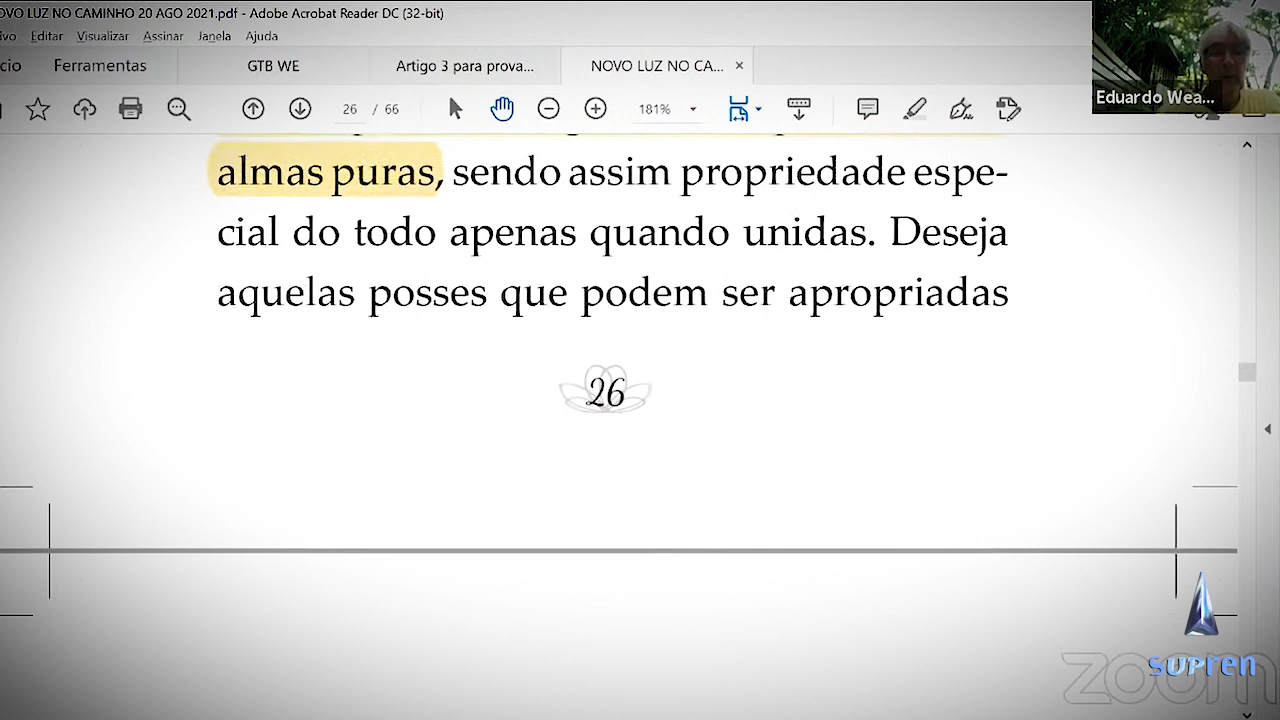 OVO LUZ NO CAMINHO 20 AGO 2021.pdf - Adobe Acrobat Reader DC (32-bit)
ivo Editar Visualizar Assinar Janela Ajuda
cio Ferramentas GTB WE Artigo 3 para prova... NOVO LUZ NO CA... ×
26 / 66 181%
Eduardo Wea...
almas puras, sendo assim propriedade espe-
cial do todo apenas quando unidas. Deseja
aquelas posses que podem ser apropriadas
26
zoom
supren